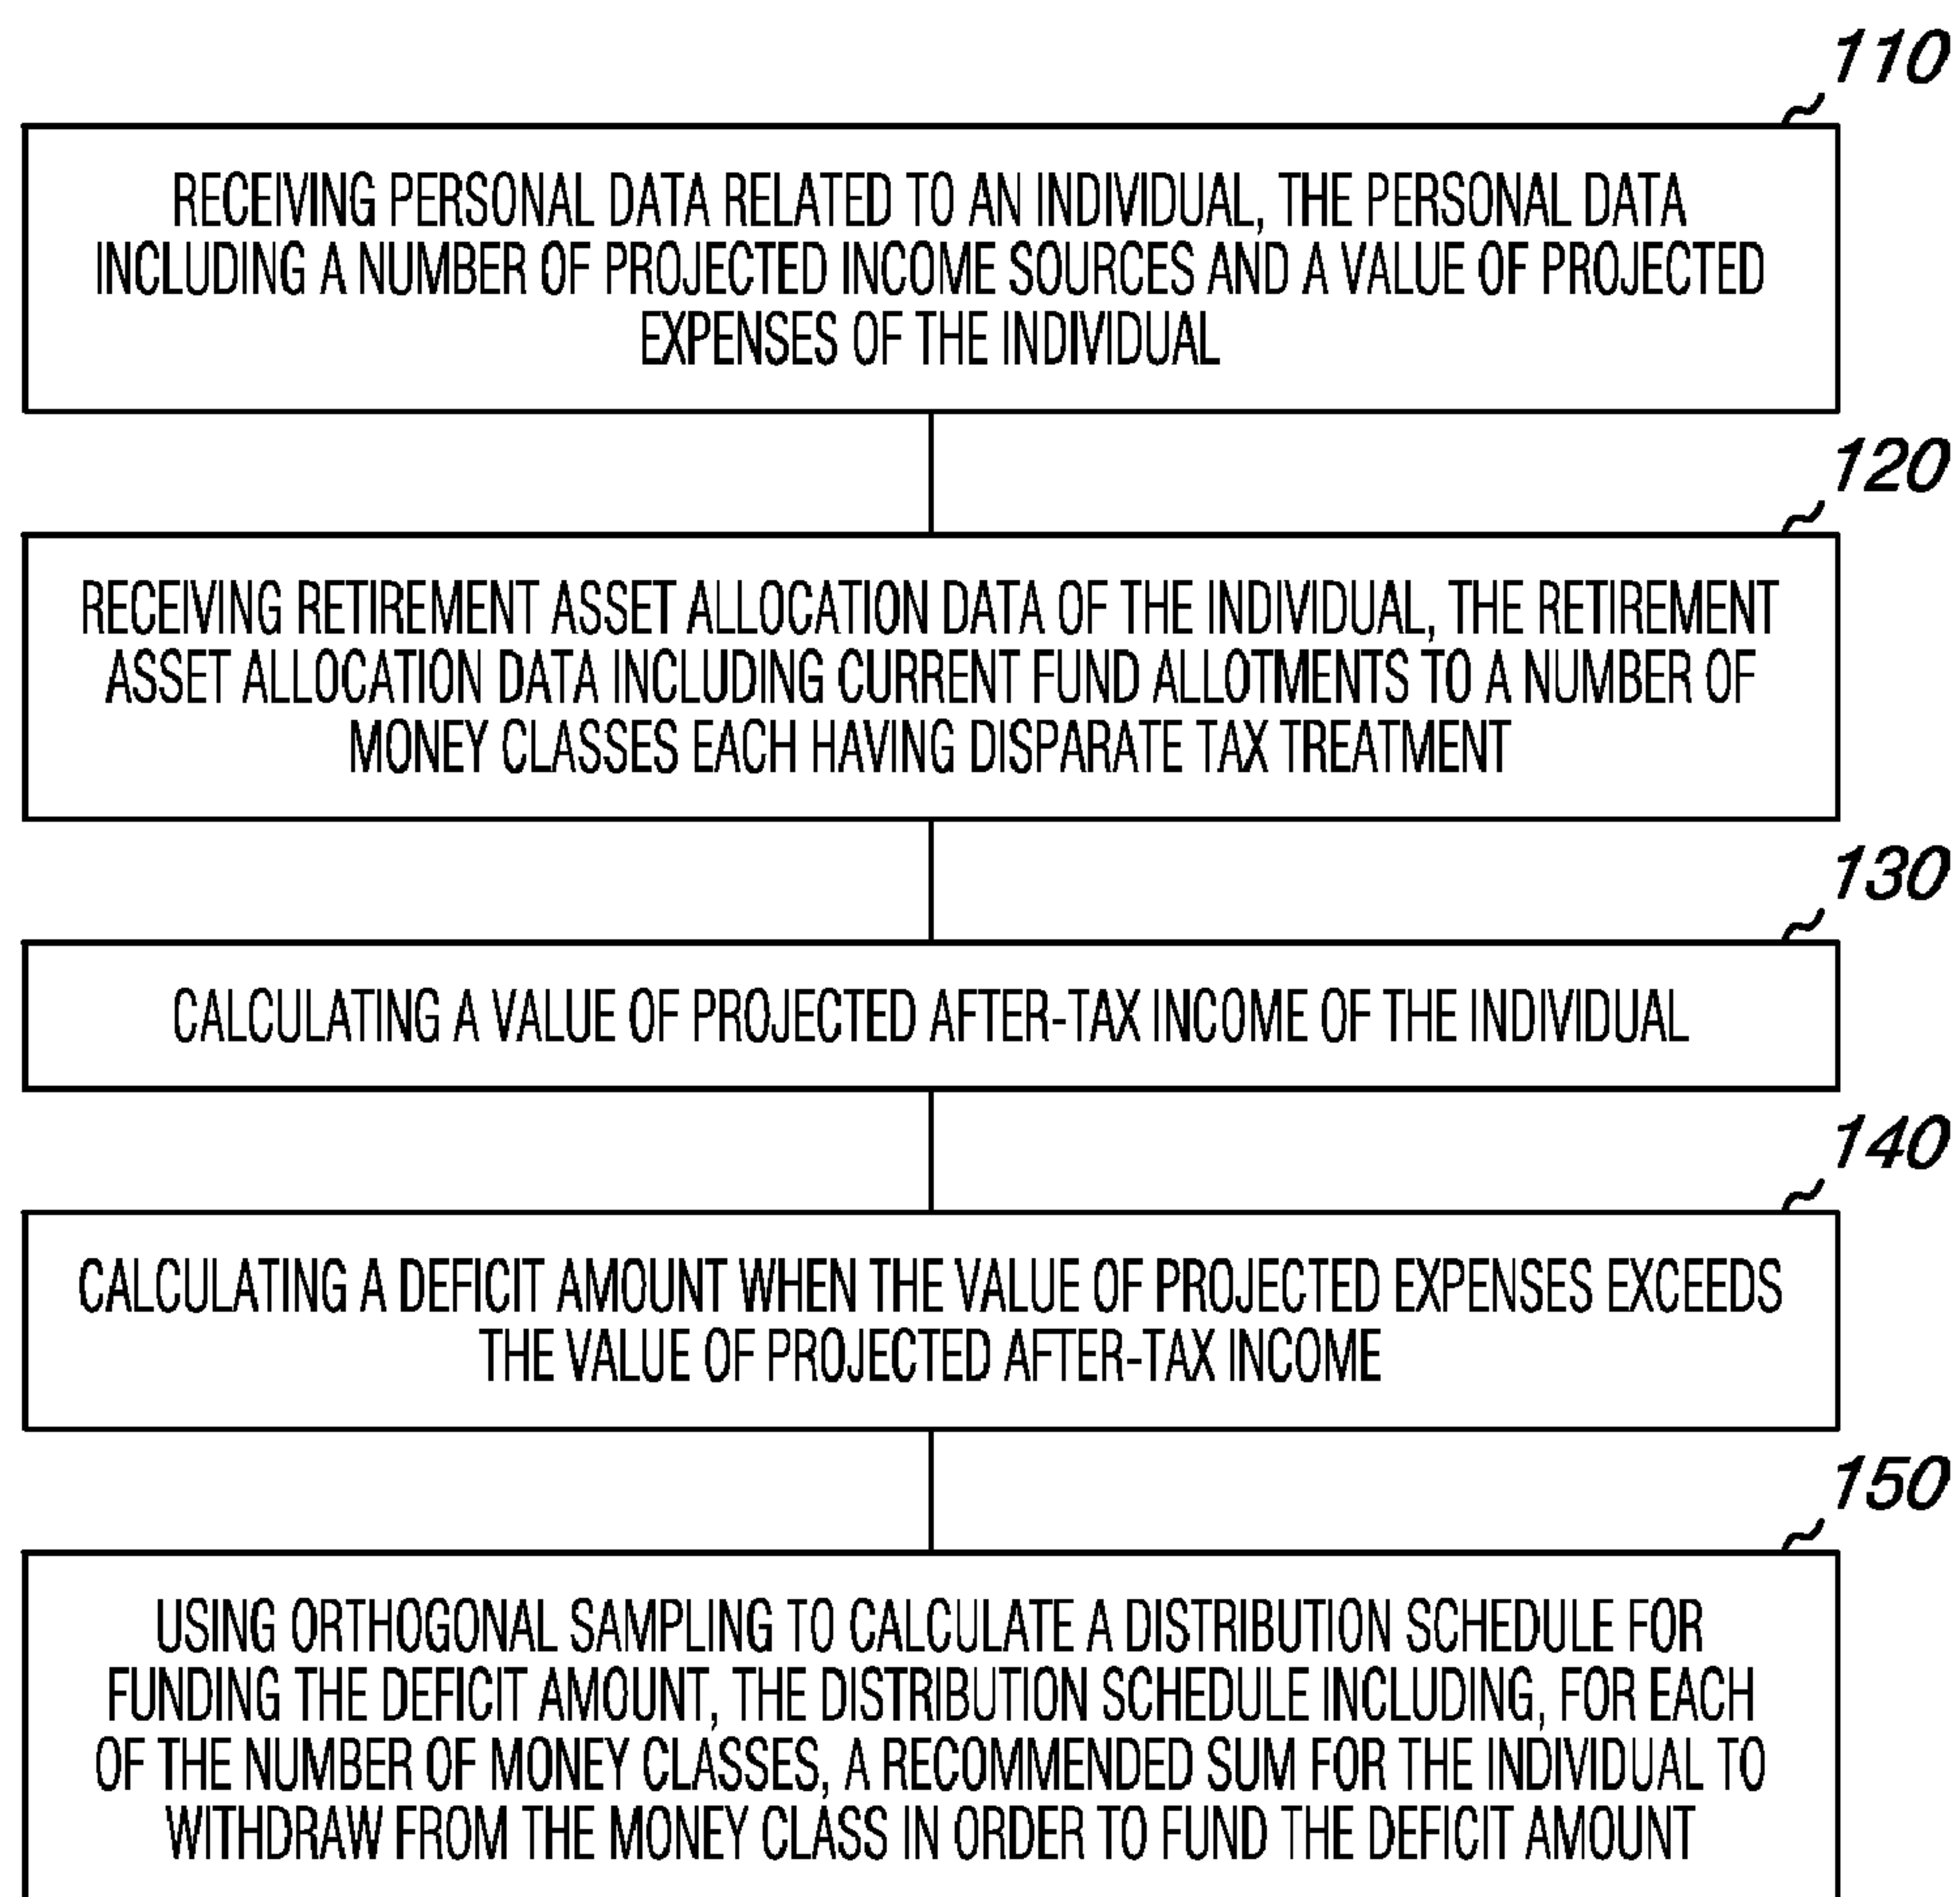 110
RECEIVING PERSONAL DATA RELATED TO AN INDIVIDUAL, THE PERSONAL DATA
INCLUDING A NUMBER OF PROJECTED INCOME SOURCES AND A VALUE OF PROJECTED
EXPENSES OF THE INDIVIDUAL
120
RECEIVING RETIREMENT ASSET ALLOCATION DATA OF THE INDIVIDUAL, THE RETIREMENT
ASSET ALLOCATION DATA INCLUDING CURRENT FUND ALLOTMENTS TO A NUMBER OF
MONEY CLASSES EACH HAVING DISPARATE TAX TREATMENT
130
CALCULATING A VALUE OF PROJECTED AFTER-TAX INCOME OF THE INDIVIDUAL
140
CALCULATING A DEFICIT AMOUNT WHEN THE VALUE OF PROJECTED EXPENSES EXCEEDS
THE VALUE OF PROJECTED AFTER-TAX INCOME
150
USING ORTHOGONAL SAMPLING TO CALCULATE A DISTRIBUTION SCHEDULE FOR
FUNDING THE DEFICIT AMOUNT, THE DISTRIBUTION SCHEDULE INCLUDING, FOR EACH
OF THE NUMBER OF MONEY CLASSES, A RECOMMENDED SUM FOR THE INDIVIDUAL TO
WITHDRAW FROM THE MONEY CLASS IN ORDER TO FUND THE DEFICIT AMOUNT